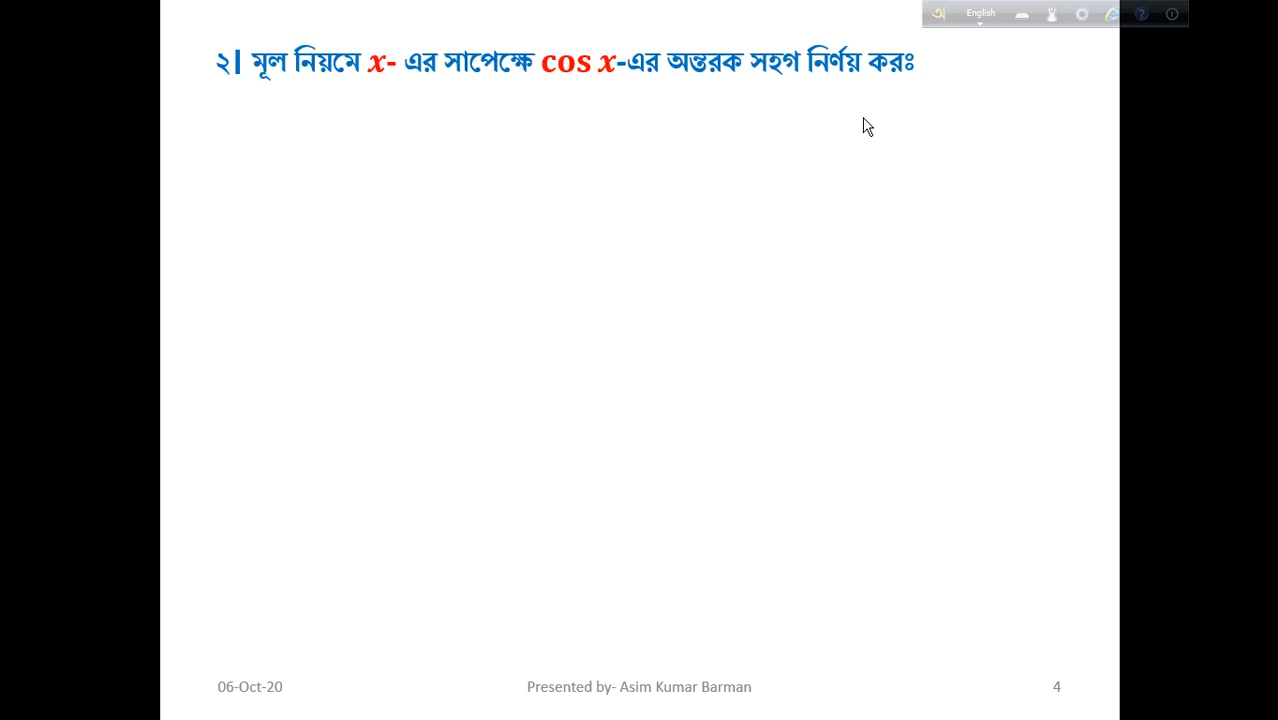 English
২। মূল নিয়মে x- এর সাপেক্ষে cos x-এর অন্তরক সহগ নির্ণয় করঃ
06-Oct-20 Presented by- Asim Kumar Barman 4